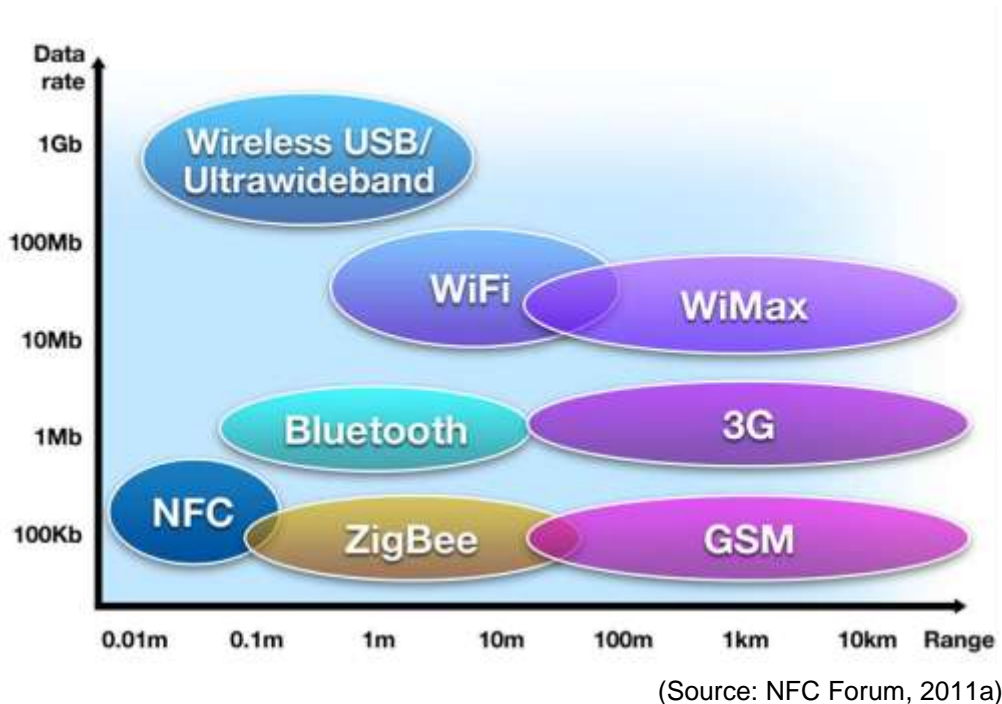 Data
rate
1Gb
100Mb
10Mb
1Mb
100Kb
Wireless USB/
Ultrawideband
WiFi
WiMax
Bluetooth
3G
NFC
ZigBee
GSM
0.01m 0.1m 1m 10m 100m 1km 10km Range
(Source: NFC Forum, 2011a)